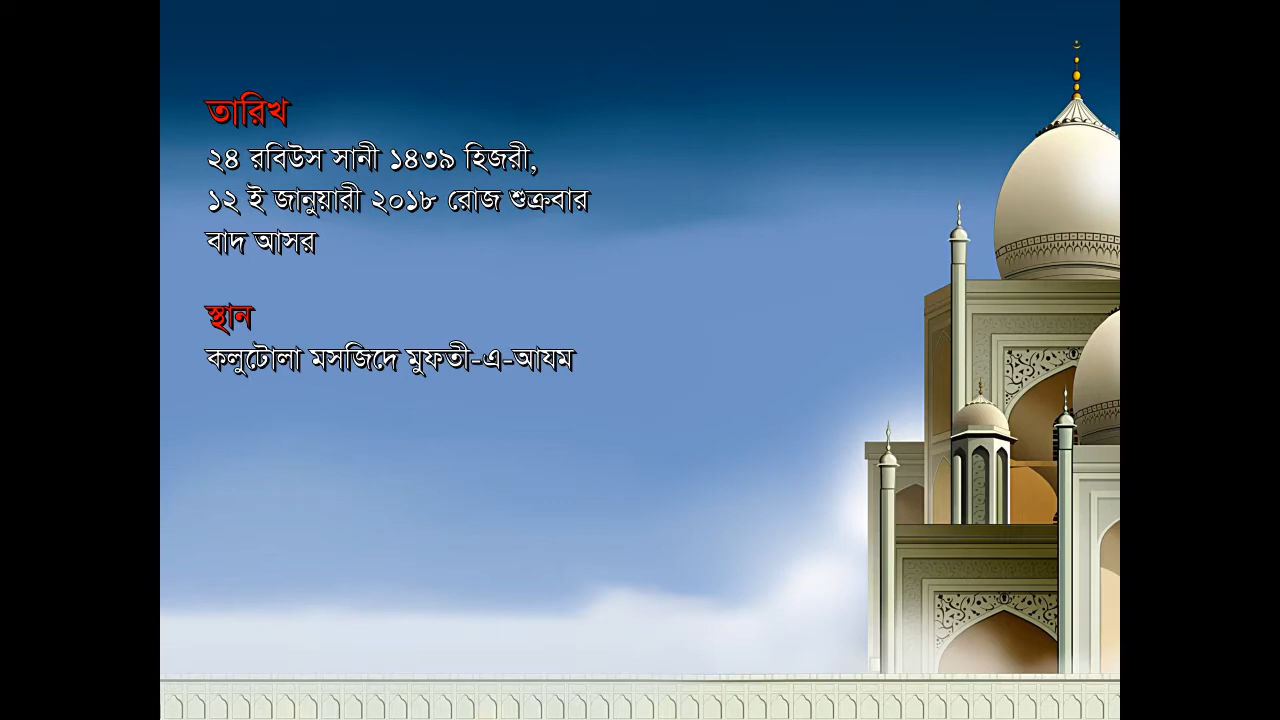 তারিখ
২৪ রবিউস সানী ১৪৩৯ হিজরী,
১২ ই জানুয়ারী ২০১৮ রোজ শুক্রবার
বাদ আসর
স্থান
কলুটোলা মসজিদে মুফতী-এ-আযম